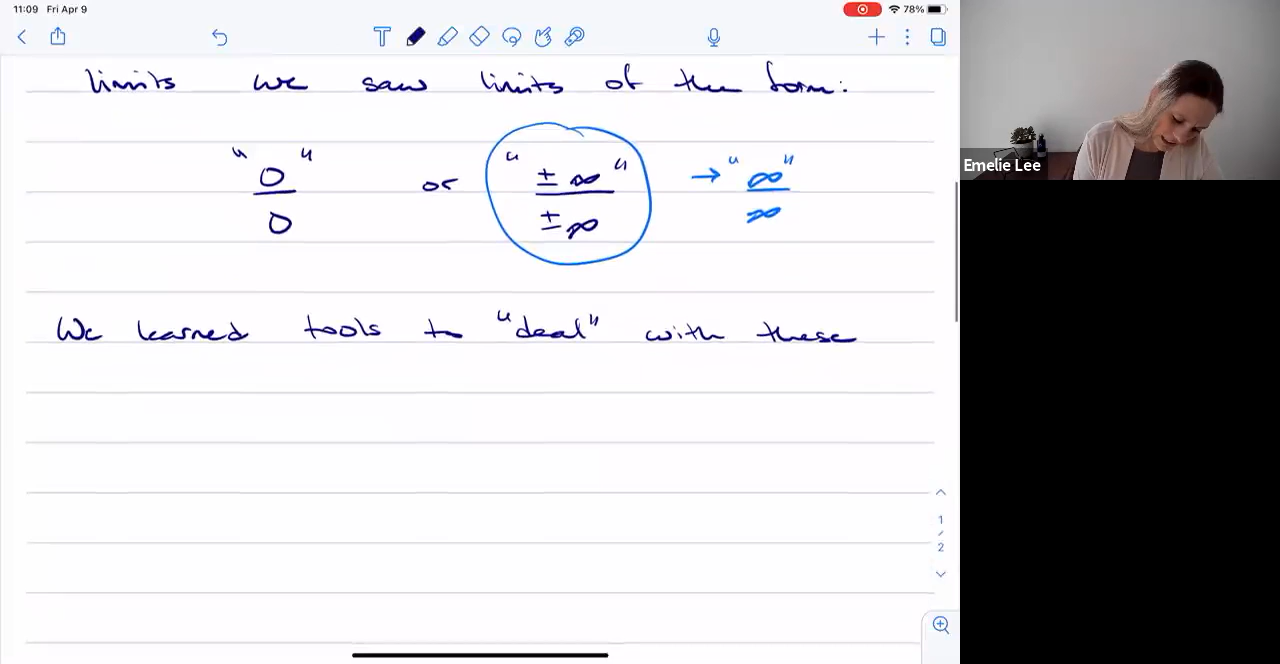 11:09 Fri Apr 9
78%
limits we saw limits of the form:
"0" or "± ∞" → "∞"
0 ± ∞ ∞
We learned tools to "deal" with these
1
/
2
Emelie Lee